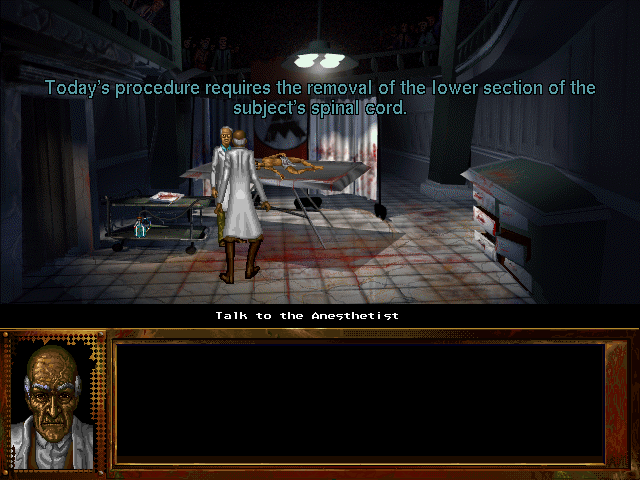 Today's procedure requires the removal of the lower section of the
subject's spinal cord.
Talk to the Anesthetist